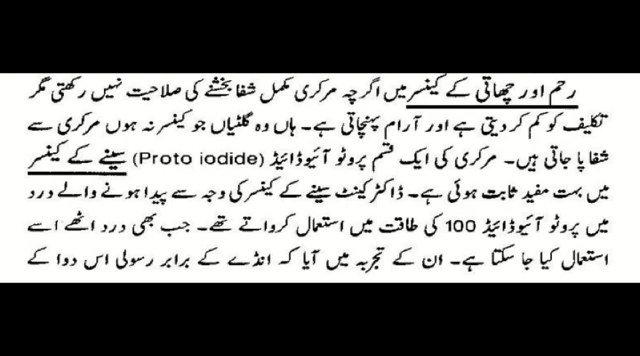 رحم اور چھاتی کے کینسر میں اگرچہ مرکری مکمل شفا بخشنے کی صلاحیت نہیں رکھتی مگر
تکلیف کو کم کر دیتی ہے اور آرام پہنچاتی ہے۔ ہاں وہ گلٹیاں جو کینسر نہ ہوں مرکری سے
شفا پا جاتی ہیں۔ مرکری کی ایک قسم پروٹو آئیوڈائیڈ (Proto iodide) سینے کے کینسر
میں بہت مفید ثابت ہوئی ہے۔ ڈاکٹر کینٹ سینے کے کینسر کی وجہ سے پیدا ہونے والے درد
میں پروٹو آئیوڈائیڈ 100 کی طاقت میں استعمال کرواتے تھے۔ جب بھی درد اٹھے اسے
استعمال کیا جا سکتا ہے۔ ان کے تجربہ میں آیا کہ انڈے کے برابر رسولی اس دوا کے